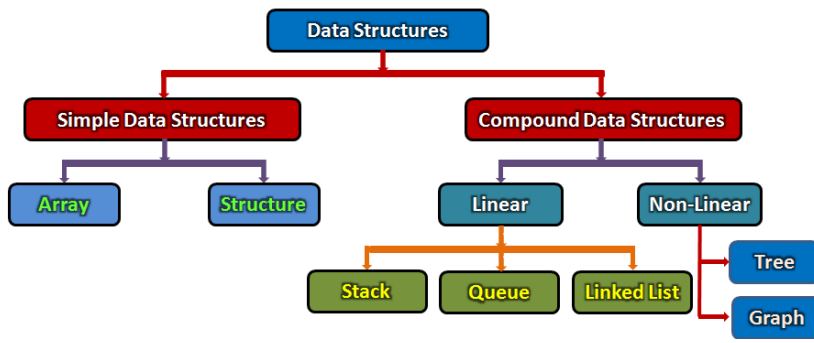 Data Structures
Simple Data Structures
Compound Data Structures
Array
Structure
Linear
Non-Linear
Stack
Queue
Linked List
Tree
Graph